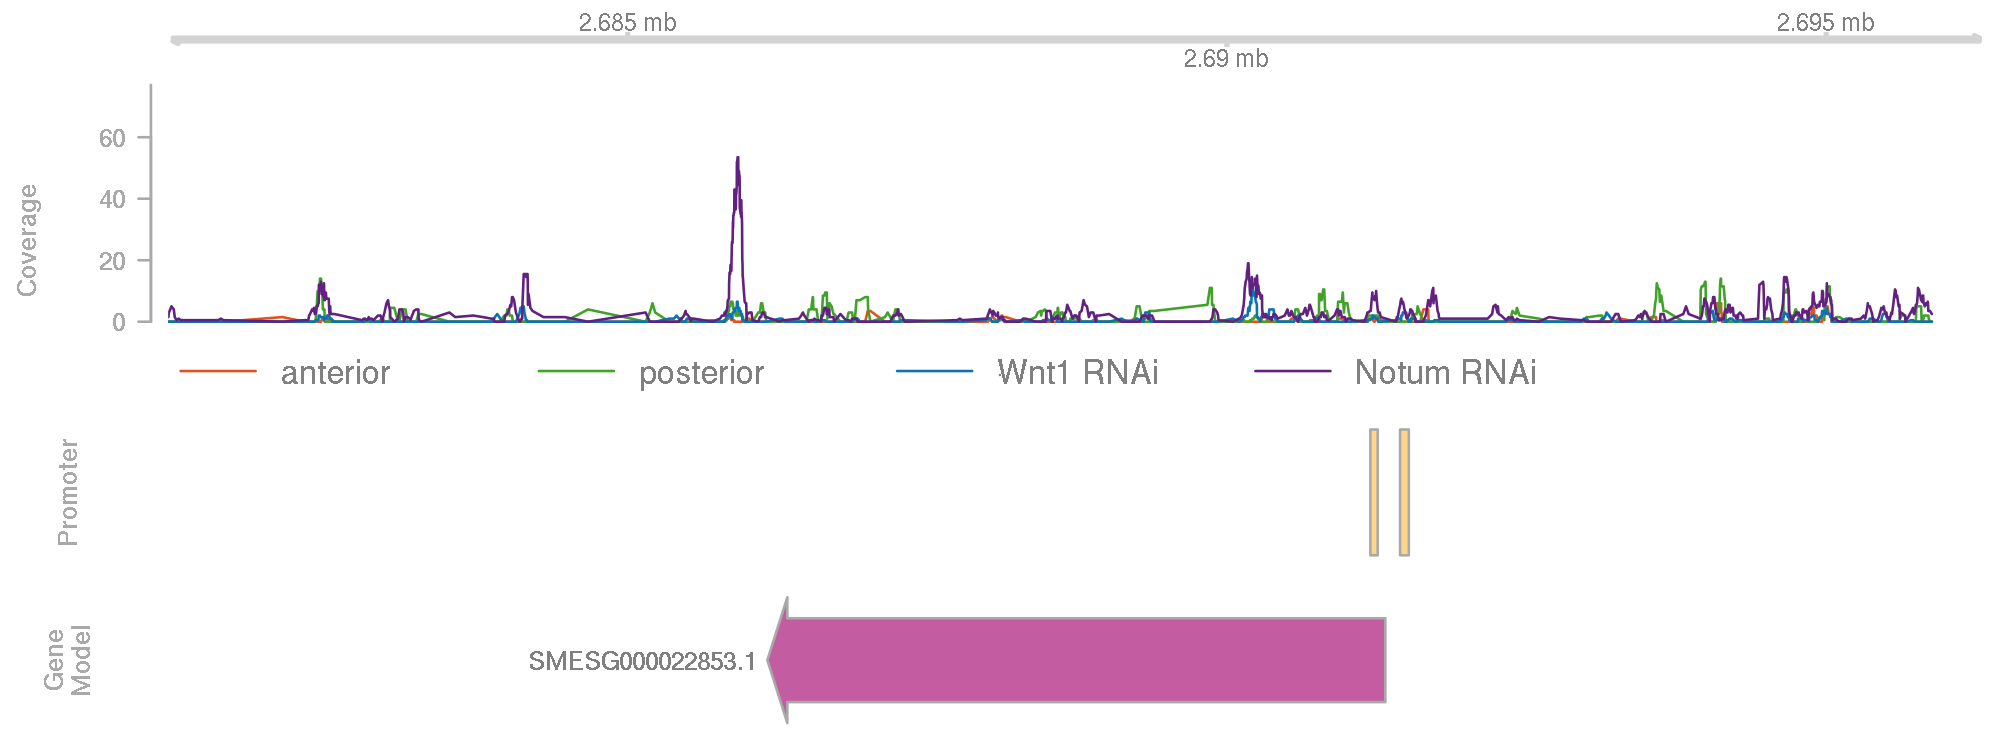 2.685 mb
2.695 mb
2.69 mb
Coverage
60
40
20
0
anterior
posterior
Wnt1 RNAi
Notum RNAi
Promoter
Gene
Model
SMESG000022853.1